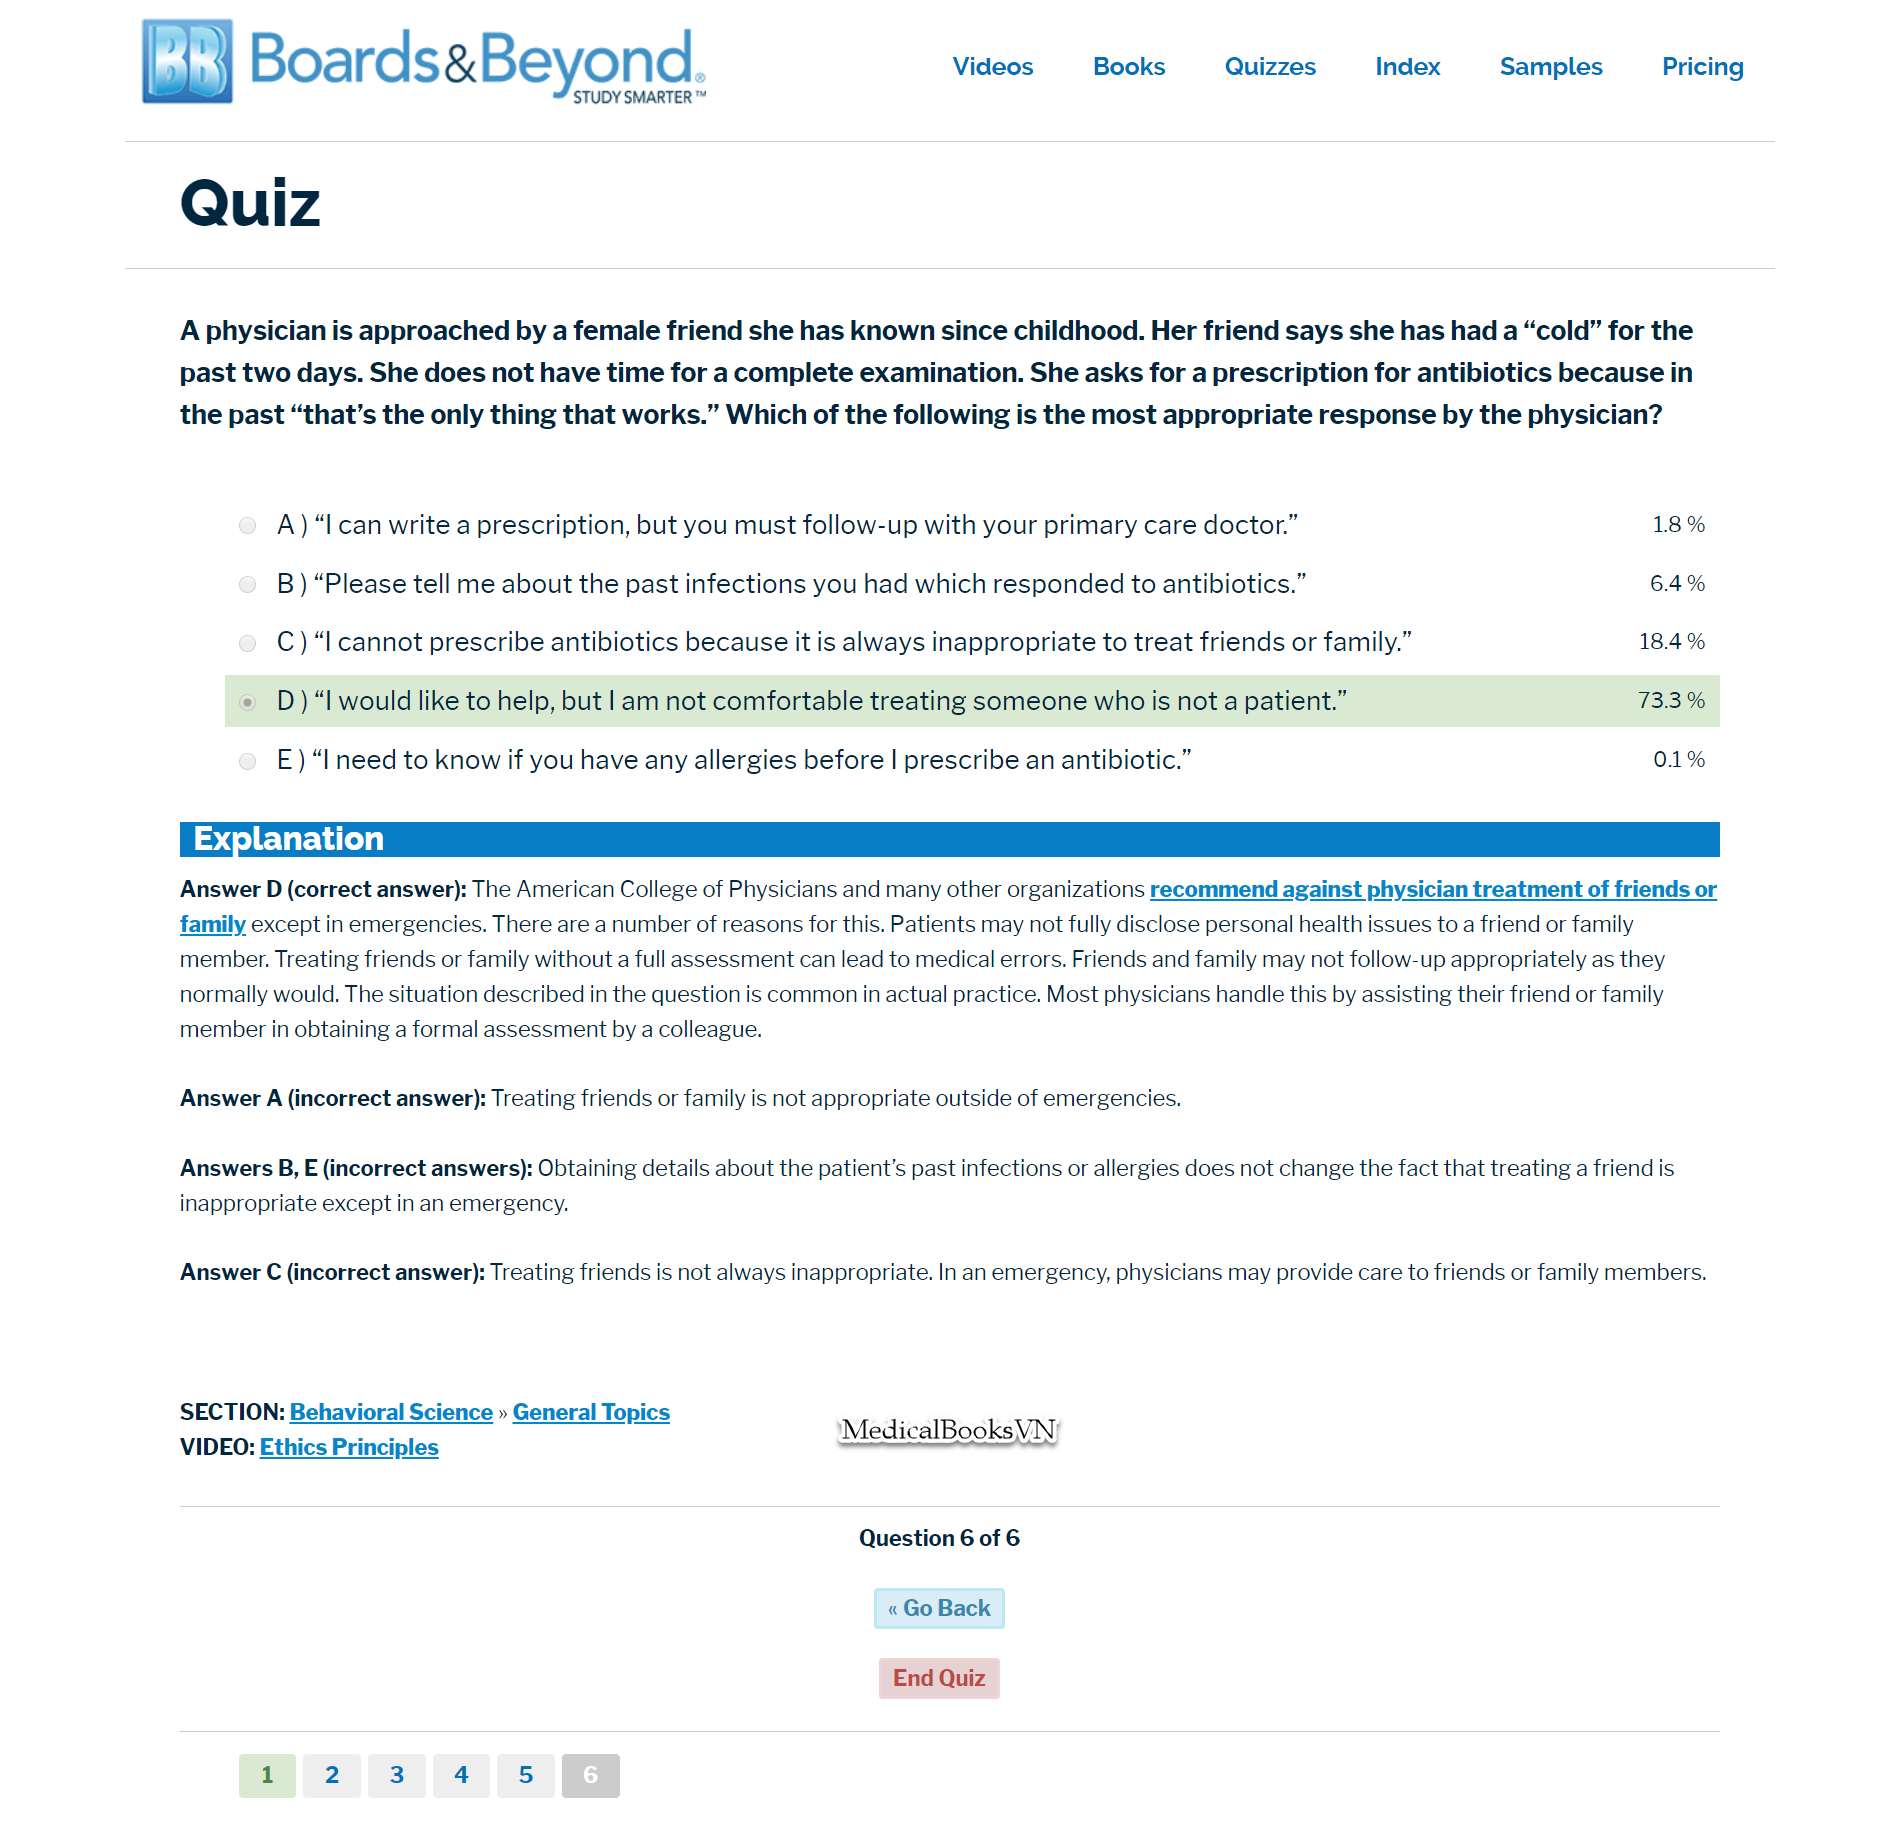 BB Boards&Beyond®
STUDY SMARTER™
Videos Books Quizzes Index Samples Pricing
Quiz
A physician is approached by a female friend she has known since childhood. Her friend says she has had a “cold” for the
past two days. She does not have time for a complete examination. She asks for a prescription for antibiotics because in
the past “that’s the only thing that works.” Which of the following is the most appropriate response by the physician?
A ) “I can write a prescription, but you must follow-up with your primary care doctor.” 1.8 %
B ) “Please tell me about the past infections you had which responded to antibiotics.” 6.4 %
C ) “I cannot prescribe antibiotics because it is always inappropriate to treat friends or family.” 18.4 %
D ) “I would like to help, but I am not comfortable treating someone who is not a patient.” 73.3 %
E ) “I need to know if you have any allergies before I prescribe an antibiotic.” 0.1 %
Explanation
Answer D (correct answer): The American College of Physicians and many other organizations recommend against physician treatment of friends or
family except in emergencies. There are a number of reasons for this. Patients may not fully disclose personal health issues to a friend or family
member. Treating friends or family without a full assessment can lead to medical errors. Friends and family may not follow-up appropriately as they
normally would. The situation described in the question is common in actual practice. Most physicians handle this by assisting their friend or family
member in obtaining a formal assessment by a colleague.
Answer A (incorrect answer): Treating friends or family is not appropriate outside of emergencies.
Answers B, E (incorrect answers): Obtaining details about the patient’s past infections or allergies does not change the fact that treating a friend is
inappropriate except in an emergency.
Answer C (incorrect answer): Treating friends is not always inappropriate. In an emergency, physicians may provide care to friends or family members.
SECTION: Behavioral Science » General Topics
MedicalBooksVN
VIDEO: Ethics Principles
Question 6 of 6
« Go Back
End Quiz
1 2 3 4 5 6